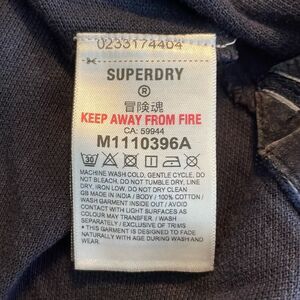 0233174464
SUPERDRY
®
冒険魂
KEEP AWAY FROM FIRE
CA: 59944
M1110396A
30
MACHINE WASH COLD, GENTLE CYCLE, DO
NOT BLEACH, DO NOT TUMBLE DRY, LINE
DRY, IRON LOW, DO NOT DRY CLEAN
GB MADE IN INDIA / BODY : 100% COTTON /
WASH GARMENT INSIDE OUT / AVOID
CONTACT WITH LIGHT SURFACES AS
COLOUR MAY TRANSFER. / WASH
SEPARATELY / EXCLUSIVE OF TRIMS
* THIS GARMENT IS DESIGNED TO FADE
NATURALLY WITH AGE DURING WASH AND
WEAR.